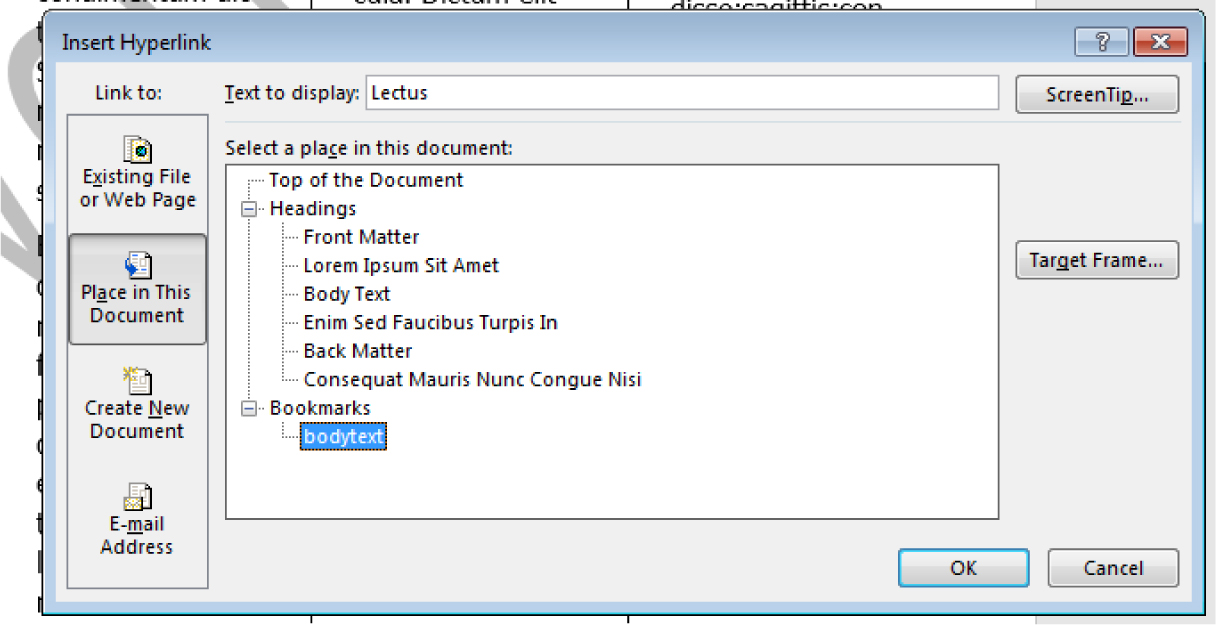 Insert Hyperlink
Link to:
Text to display: Lectus
ScreenTip...
Existing File
or Web Page
Place in This
Document
Create New
Document
E-mail
Address
Select a place in this document:
Top of the Document
Headings
Front Matter
Lorem Ipsum Sit Amet
Body Text
Enim Sed Faucibus Turpis In
Back Matter
Consequat Mauris Nunc Congue Nisi
Bookmarks
bodytext
Target Frame...
OK
Cancel